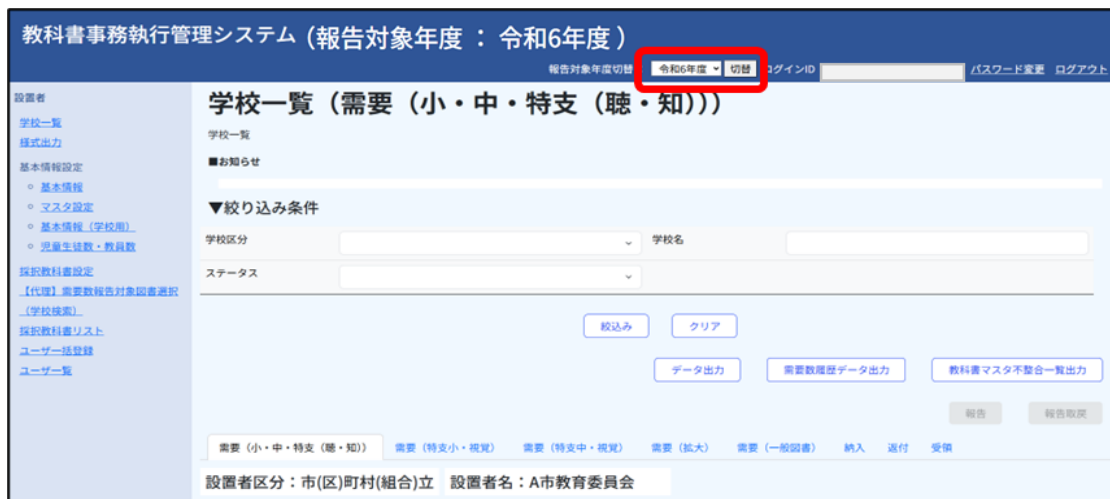 教科書事務執行管理システム (報告対象年度 ： 令和6年度 )
報告対象年度切替 令和6年度 切替 ログインID パスワード変更 ログアウト
設置者
学校一覧
様式出力
基本情報設定
基本情報
マスタ設定
基本情報（学校用）
児童生徒数・教員数
採択教科書設定
【代理】需要数報告対象図書選択
（学校検索）
採択教科書リスト
ユーザ一括登録
ユーザ一覧
学校一覧（需要（小・中・特支（聴・知)））
学校一覧
■お知らせ
▼絞り込み条件
学校区分 学校名
ステータス
絞込み クリア
データ出力 需要数履歴データ出力 教科書マスタ不整合一覧出力
報告 報告取戻
需要（小・中・特支（聴・知)） 需要（特支小・視覚） 需要（特支中・視覚） 需要（拡大） 需要（一般図書） 納入 返付 受領
設置者区分：市(区)町村(組合)立 設置者名：A市教育委員会